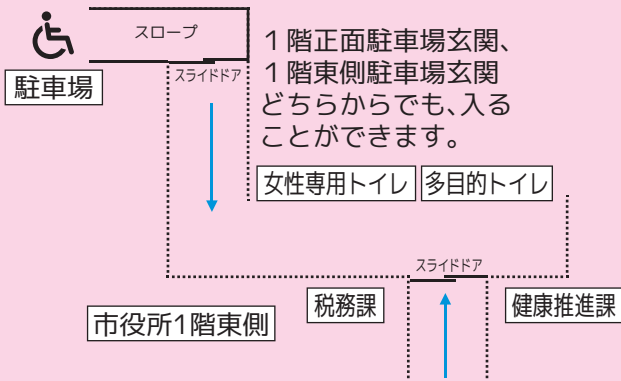 スロープ
駐車場
スライドドア
１階正面駐車場玄関、
１階東側駐車場玄関
どちらからでも、入る
ことができます。
女性専用トイレ
多目的トイレ
スライドドア
市役所1階東側
税務課
健康推進課